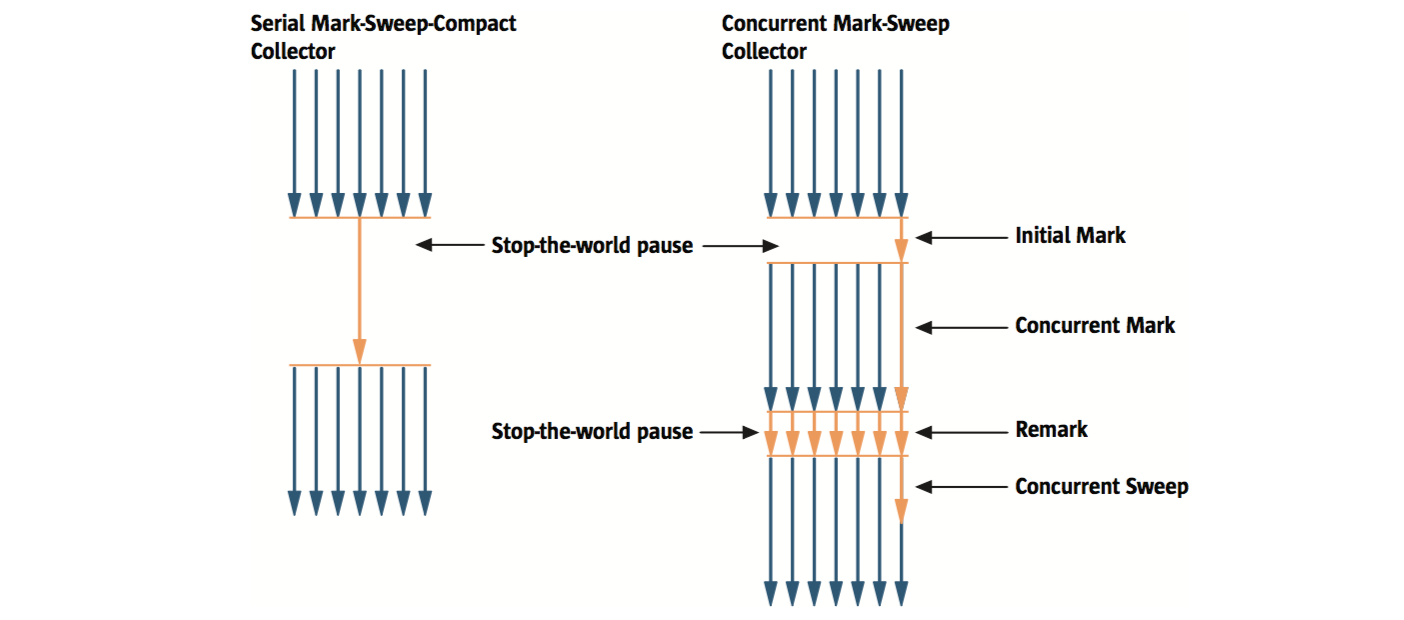 Serial Mark-Sweep-Compact
Collector
Concurrent Mark-Sweep
Collector
Stop-the-world pause
Initial Mark
Concurrent Mark
Stop-the-world pause
Remark
Concurrent Sweep